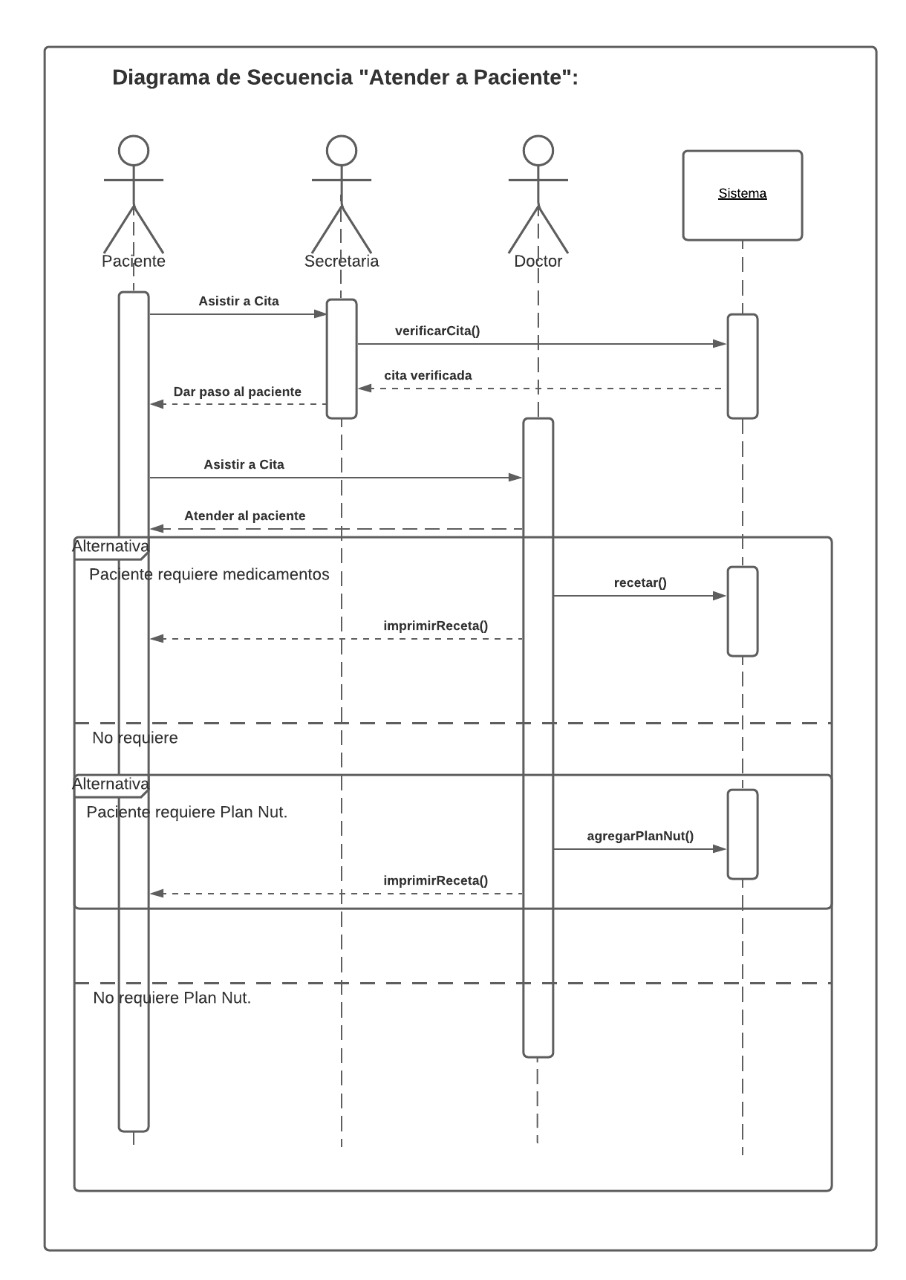 Diagrama de Secuencia "Atender a Paciente":
Sistema
Paciente
Secretaria
Doctor
Asistir a Cita
verificarCita()
cita verificada
Dar paso al paciente
Asistir a Cita
Atender al paciente
Alternativa
Paciente requiere medicamentos
recetar()
imprimirReceta()
No requiere
Alternativa
Paciente requiere Plan Nut.
agregarPlanNut()
imprimirReceta()
No requiere Plan Nut.